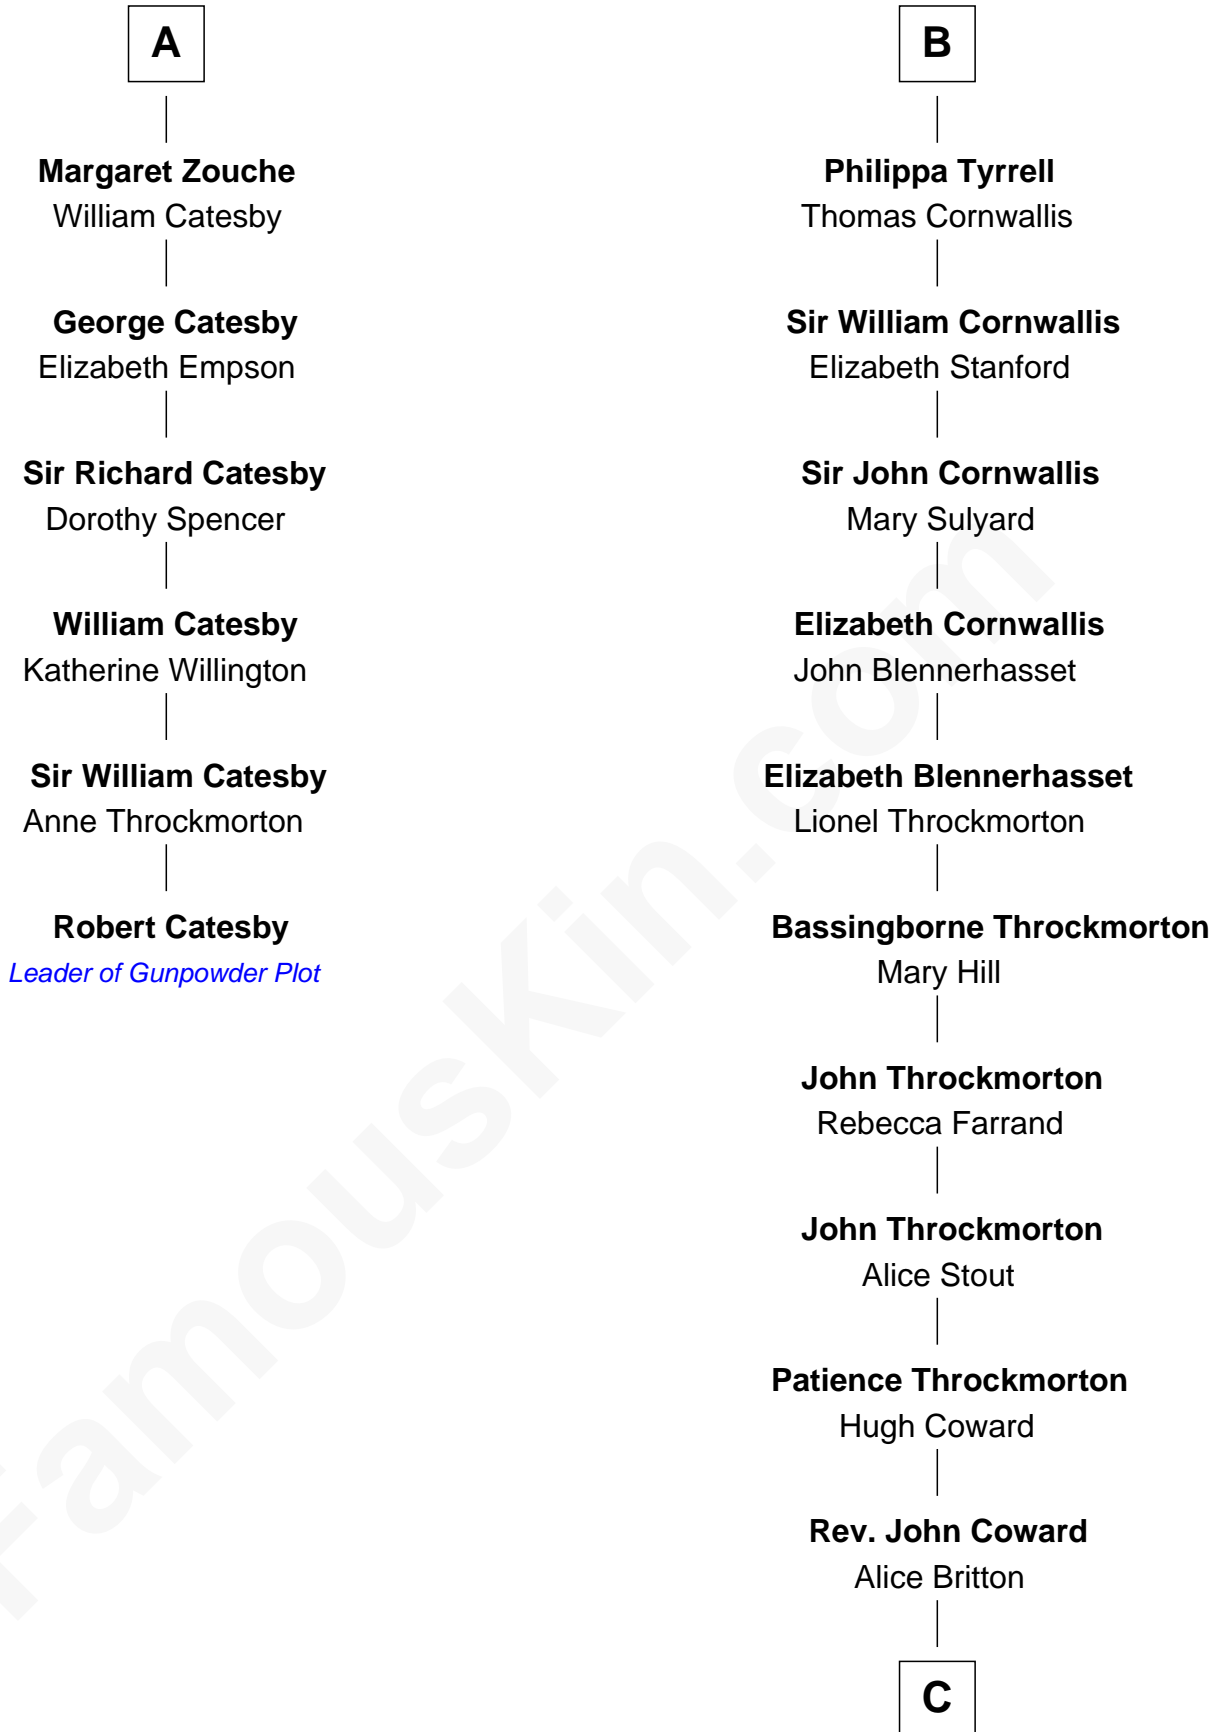 A
Margaret Zouche
William Catesby
George Catesby
Elizabeth Empson
Sir Richard Catesby
Dorothy Spencer
William Catesby
Katherine Willington
Sir William Catesby
Anne Throckmorton
Robert Catesby
Leader of Gunpowder Plot
B
Philippa Tyrrell
Thomas Cornwallis
Sir William Cornwallis
Elizabeth Stanford
Sir John Cornwallis
Mary Sulyard
Elizabeth Cornwallis
John Blennerhasset
Elizabeth Blennerhasset
Lionel Throckmorton
Bassingborne Throckmorton
Mary Hill
John Throckmorton
Rebecca Farrand
John Throckmorton
Alice Stout
Patience Throckmorton
Hugh Coward
Rev. John Coward
Alice Britton
C
FamousKin.com